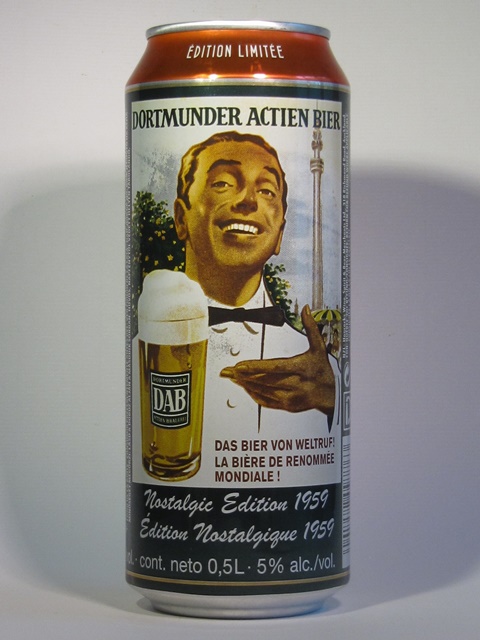 ÉDITION LIMITÉE
DORTMUNDER ACTIEN BIER
DORTMUNDER
DAB
DAS BIER VON WELTRUF!
LA BIÈRE DE RENOMMÉE
MONDIALE !
Nostalgic Edition 1959
Édition Nostalgique 1959
ol. · cont. neto 0,5L · 5% alc./vol.